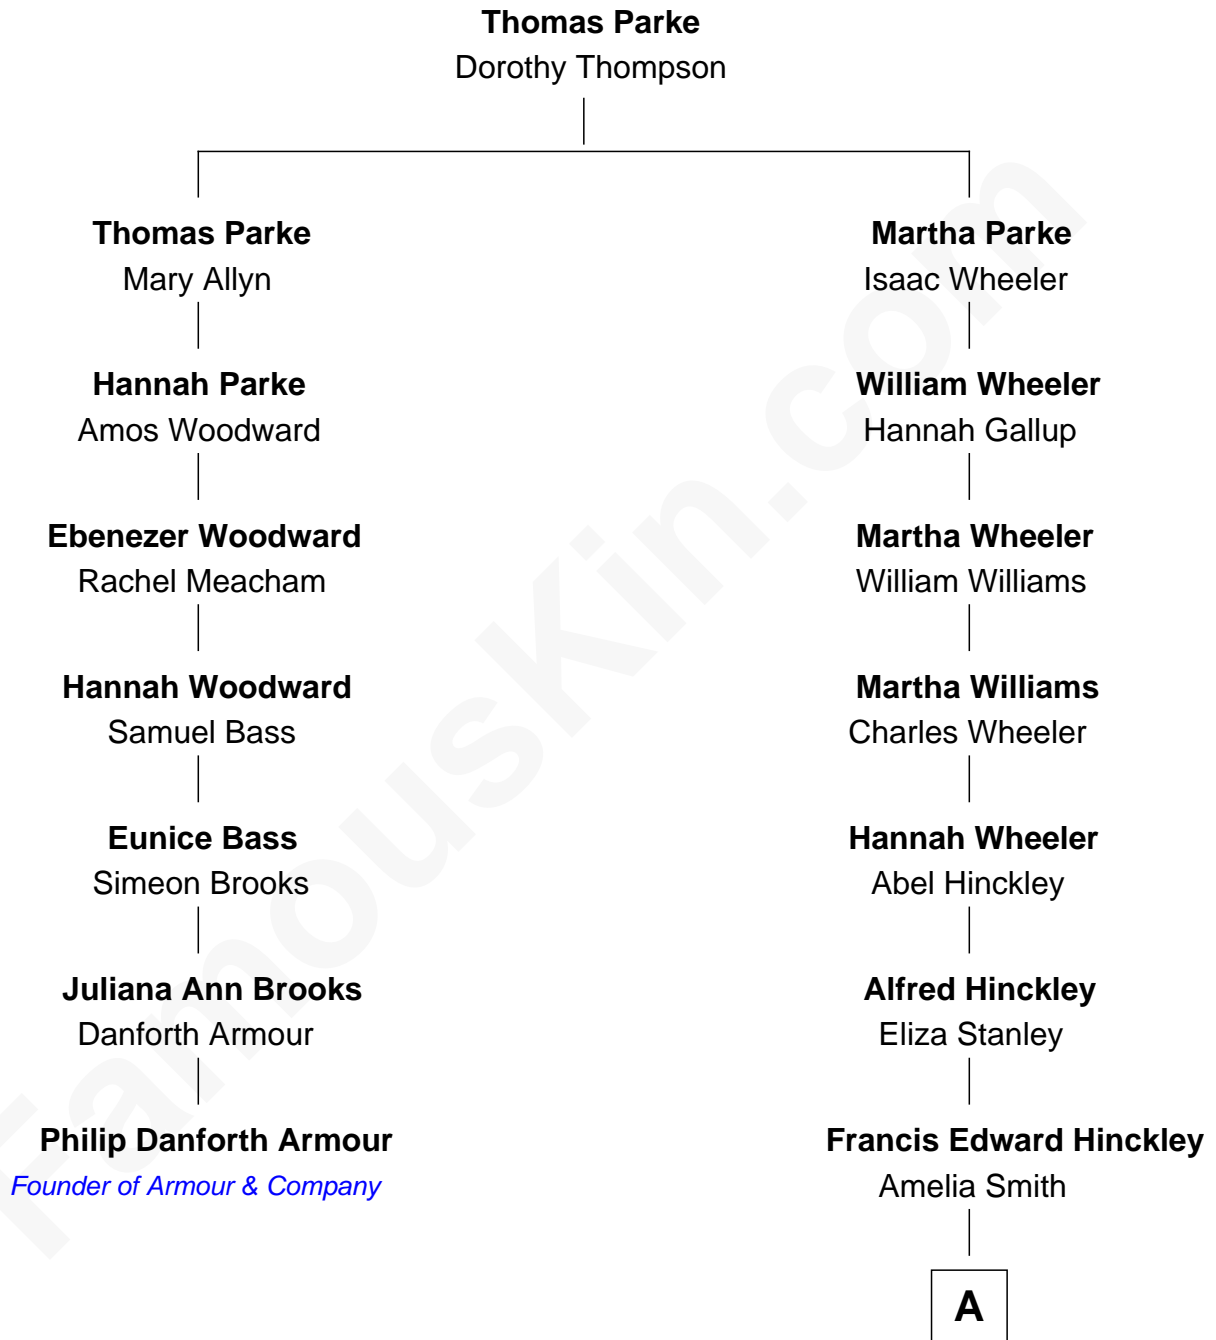 Thomas Parke
Dorothy Thompson
Thomas Parke
Mary Allyn
Hannah Parke
Amos Woodward
Ebenezer Woodward
Rachel Meacham
Hannah Woodward
Samuel Bass
Eunice Bass
Simeon Brooks
Juliana Ann Brooks
Danforth Armour
Philip Danforth Armour
Founder of Armour & Company
Martha Parke
Isaac Wheeler
William Wheeler
Hannah Gallup
Martha Wheeler
William Williams
Martha Williams
Charles Wheeler
Hannah Wheeler
Abel Hinckley
Alfred Hinckley
Eliza Stanley
Francis Edward Hinckley
Amelia Smith
A
FamousKin.com